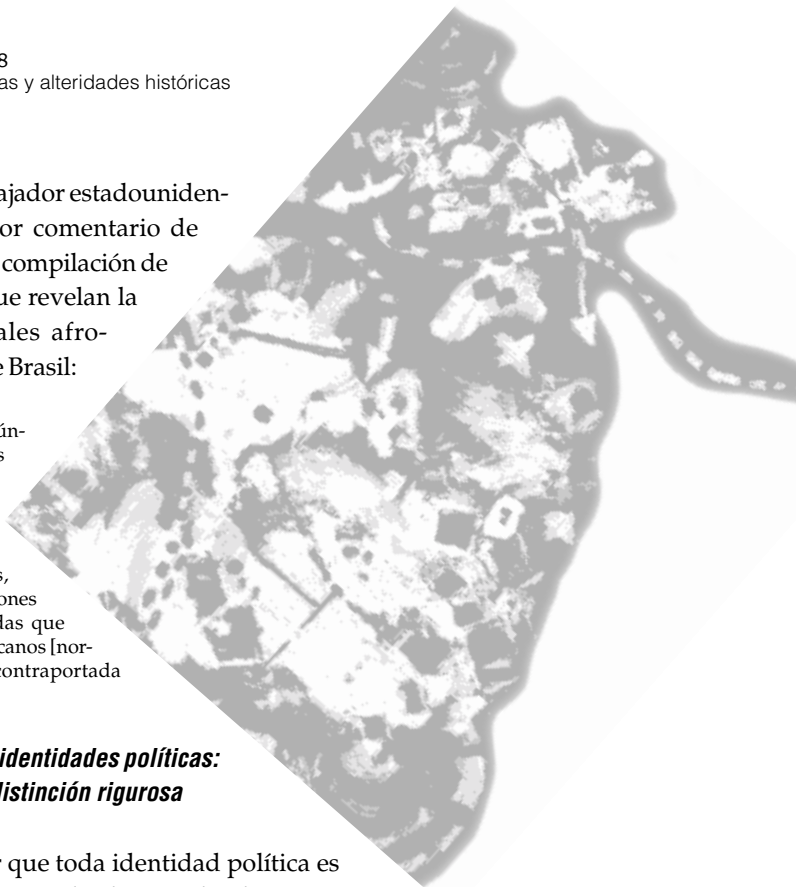 8
as y alteridades históricas
ajador estadouniden-
or comentario de
compilación de
ue revelan la
ales afro-
e Brasil:
ún-
s
s,
ones
das que
canos [nor-
contraportada
identidades políticas:
distinción rigurosa
r que toda identidad política es